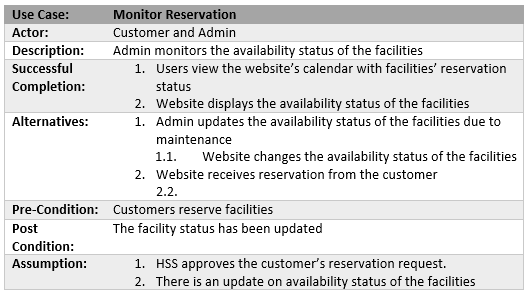 Use Case: Monitor Reservation
Actor: Customer and Admin
Description: Admin monitors the availability status of the facilities
Successful Completion: 1. Users view the website's calendar with facilities' reservation
status
2. Website displays the availability status of the facilities
Alternatives: 1. Admin updates the availability status of the facilities due to
maintenance
1.1. Website changes the availability status of the facilities
2. Website receives reservation from the customer
2.2.
Pre-Condition: Customers reserve facilities
Post Condition: The facility status has been updated
Assumption: 1. HSS approves the customer's reservation request.
2. There is an update on availability status of the facilities